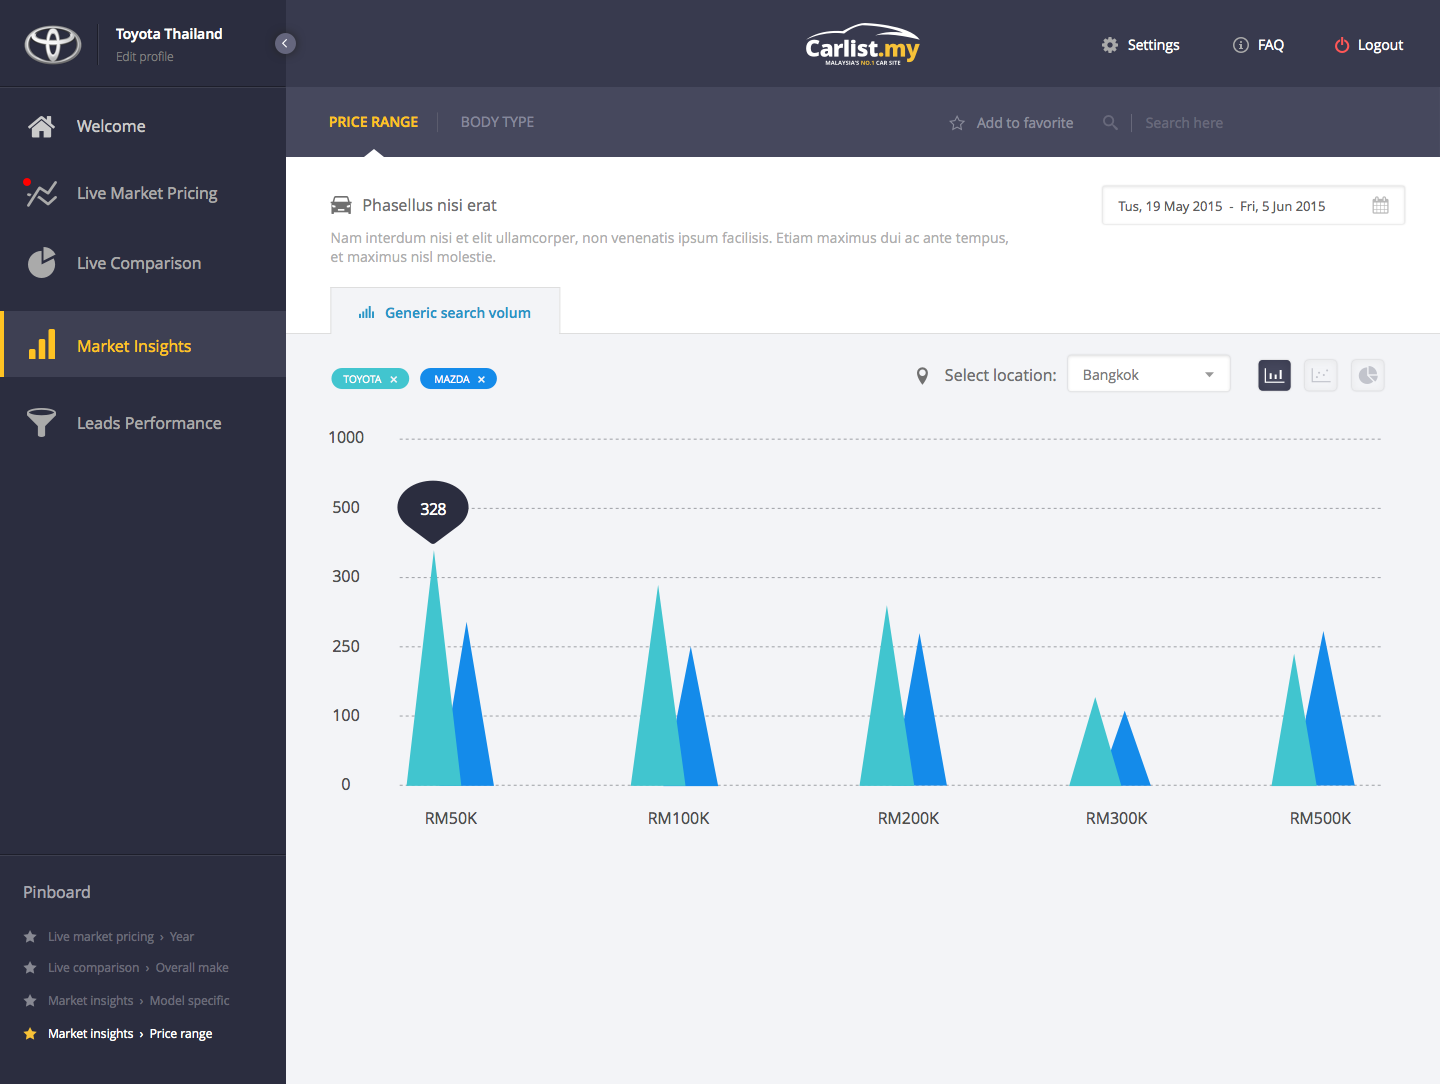 Toyota Thailand
Edit profile
Carlist.my
MALAYSIA'S NO.1 CAR SITE
Settings
FAQ
Logout
Welcome
Live Market Pricing
Live Comparison
Market Insights
Leads Performance
Pinboard
Live market pricing › Year
Live comparison › Overall make
Market insights › Model specific
Market insights › Price range
PRICE RANGE
BODY TYPE
Add to favorite
Search here
Phasellus nisi erat
Nam interdum nisi et elit ullamcorper, non venenatis ipsum facilisis. Etiam maximus dui ac ante tempus,
et maximus nisl molestie.
Tus, 19 May 2015 - Fri, 5 Jun 2015
Generic search volum
TOYOTA ×
MAZDA ×
Select location:
Bangkok
1000
500
328
300
250
100
0
RM50K
RM100K
RM200K
RM300K
RM500K